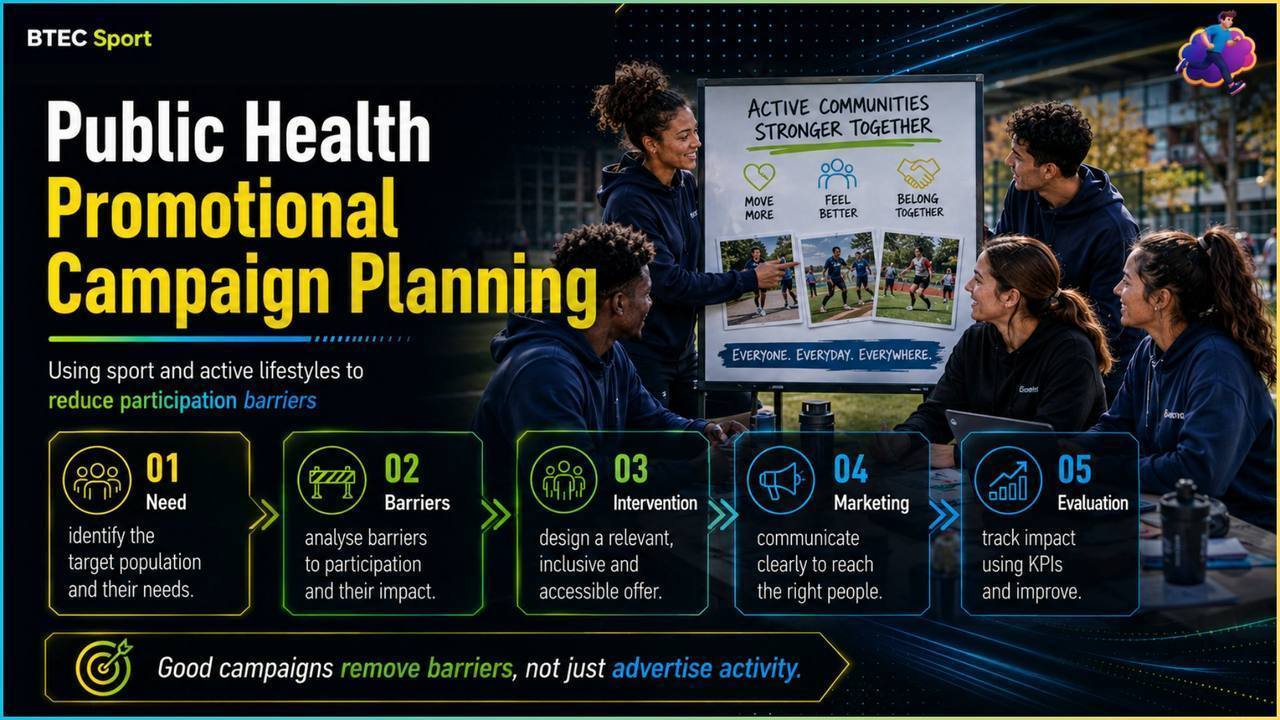 BTEC Sport
Public Health
Promotional
Campaign Planning
Using sport and active lifestyles to
reduce participation barriers
ACTIVE COMMUNITIES
STRONGER TOGETHER
MOVE
MORE
FEEL
BETTER
BELONG
TOGETHER
EVERYONE. EVERYDAY. EVERYWHERE.
01
Need
identify the
target population
and their needs.
02
Barriers
analyse barriers
to participation
and their impact.
03
Intervention
design a relevant,
inclusive and
accessible offer.
04
Marketing
communicate
clearly to reach
the right people.
05
Evaluation
track impact
using KPIs
and improve.
Good campaigns remove barriers, not just advertise activity.